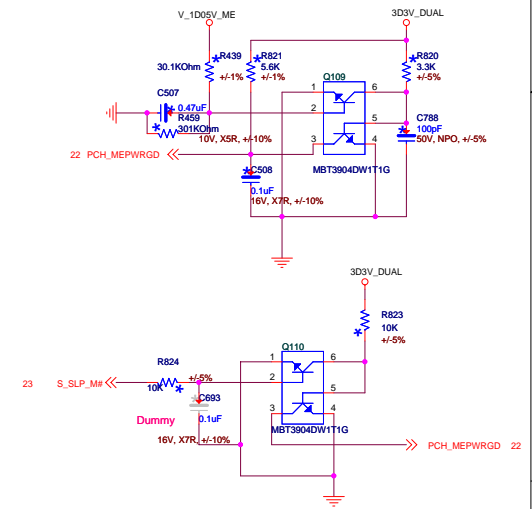 V_1D05V_ME
3D3V_DUAL
R439
30.1KOhm
+/-1%
R821
5.6K
+/-1%
R820
3.3K
+/-5%
Q109
1
6
2
5
3
4
MBT3904DW1T1G
C507
0.47uF
R459
301KOhm
10V, X5R, +/-10%
C788
100pF
50V, NPO, +/-5%
22 PCH_MEPWRGD
C508
0.1uF
16V, X7R, +/-10%
3D3V_DUAL
R823
10K
+/-5%
Q110
1
6
2
5
3
4
MBT3904DW1T1G
R824
+/-5%
10K
23 S_SLP_M#
C693
Dummy
0.1uF
16V, X7R, +/-10%
PCH_MEPWRGD 22